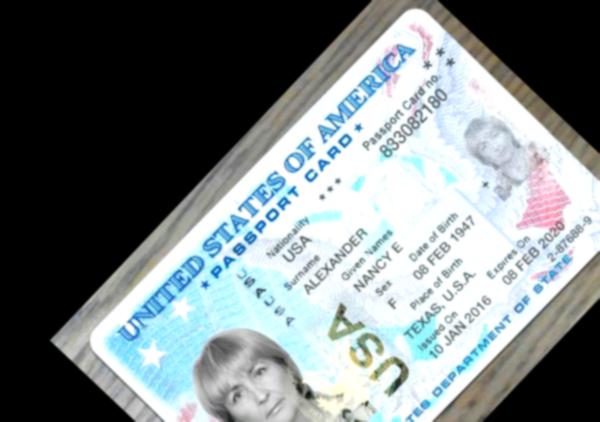 UNITED STATES OF AMERICA
★PASSPORT CARD★
Passport Card no.
833082180
Nationality
USA
***
Surname
ALEXANDER
Given Names
NANCY E
Sex
F
Date of Birth
08 FEB 1947
Place of Birth
TEXAS, U.S.A.
Issued On
10 JAN 2016
Expires On
08 FEB 2020
2-87688-9
USA
DEPARTMENT OF STATE